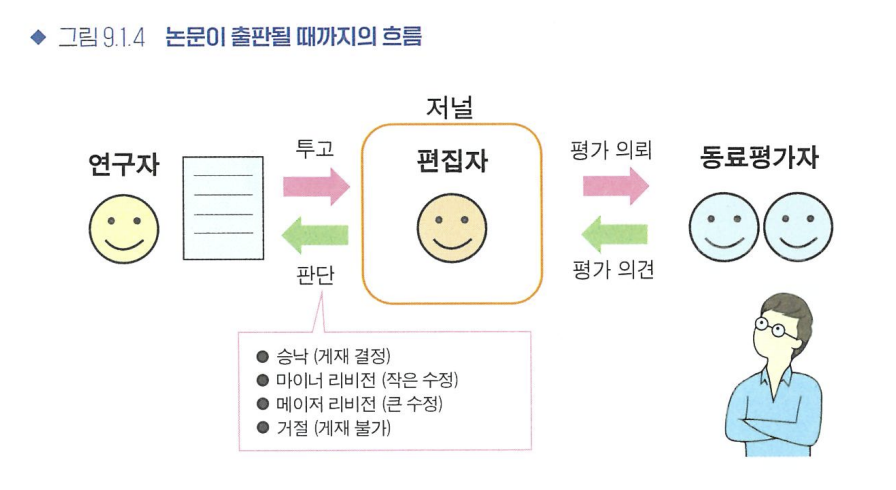 ◆ 그림 9.1.4 논문이 출판될 때까지의 흐름
저널
연구자
투고
편집자
평가 의뢰
동료평가자
판단
평가 의견
● 승낙 (게재 결정)
● 마이너 리비전 (작은 수정)
● 메이저 리비전 (큰 수정)
● 거절 (게재 불가)